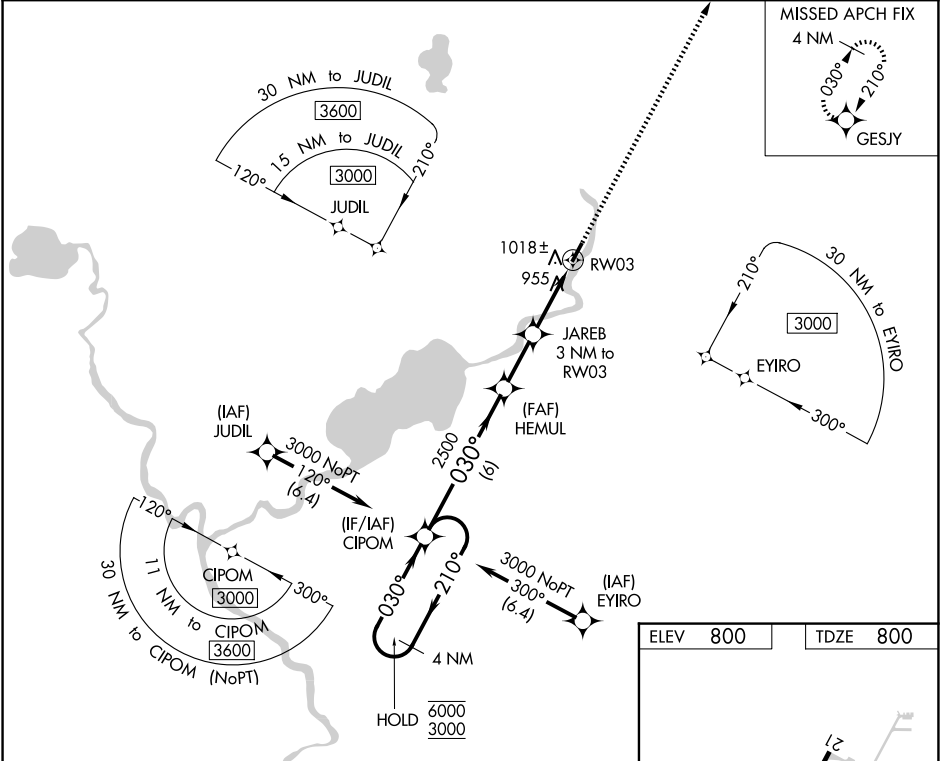 MISSED APCH FIX
4 NM
030°
210°
GESJY
30 NM to JUDIL
3600
15 NM to JUDIL
3000
120°
210°
JUDIL
1018±
955
RW03
JAREB
3 NM to
RW03
(FAF)
HEMUL
2500
030°
(6)
30 NM to EYIRO
210°
3000
EYIRO
300°
(IAF)
JUDIL
3000 NoPT
120°
(6.4)
(IF/IAF)
CIPOM
030°
210°
4 NM
HOLD
6000
3000
3000 NoPT
300°
(6.4)
(IAF)
EYIRO
120°
CIPOM
3000
300°
11 NM to CIPOM
3600
30 NM to CIPOM (NoPT)
ELEV 800
TDZE 800
21